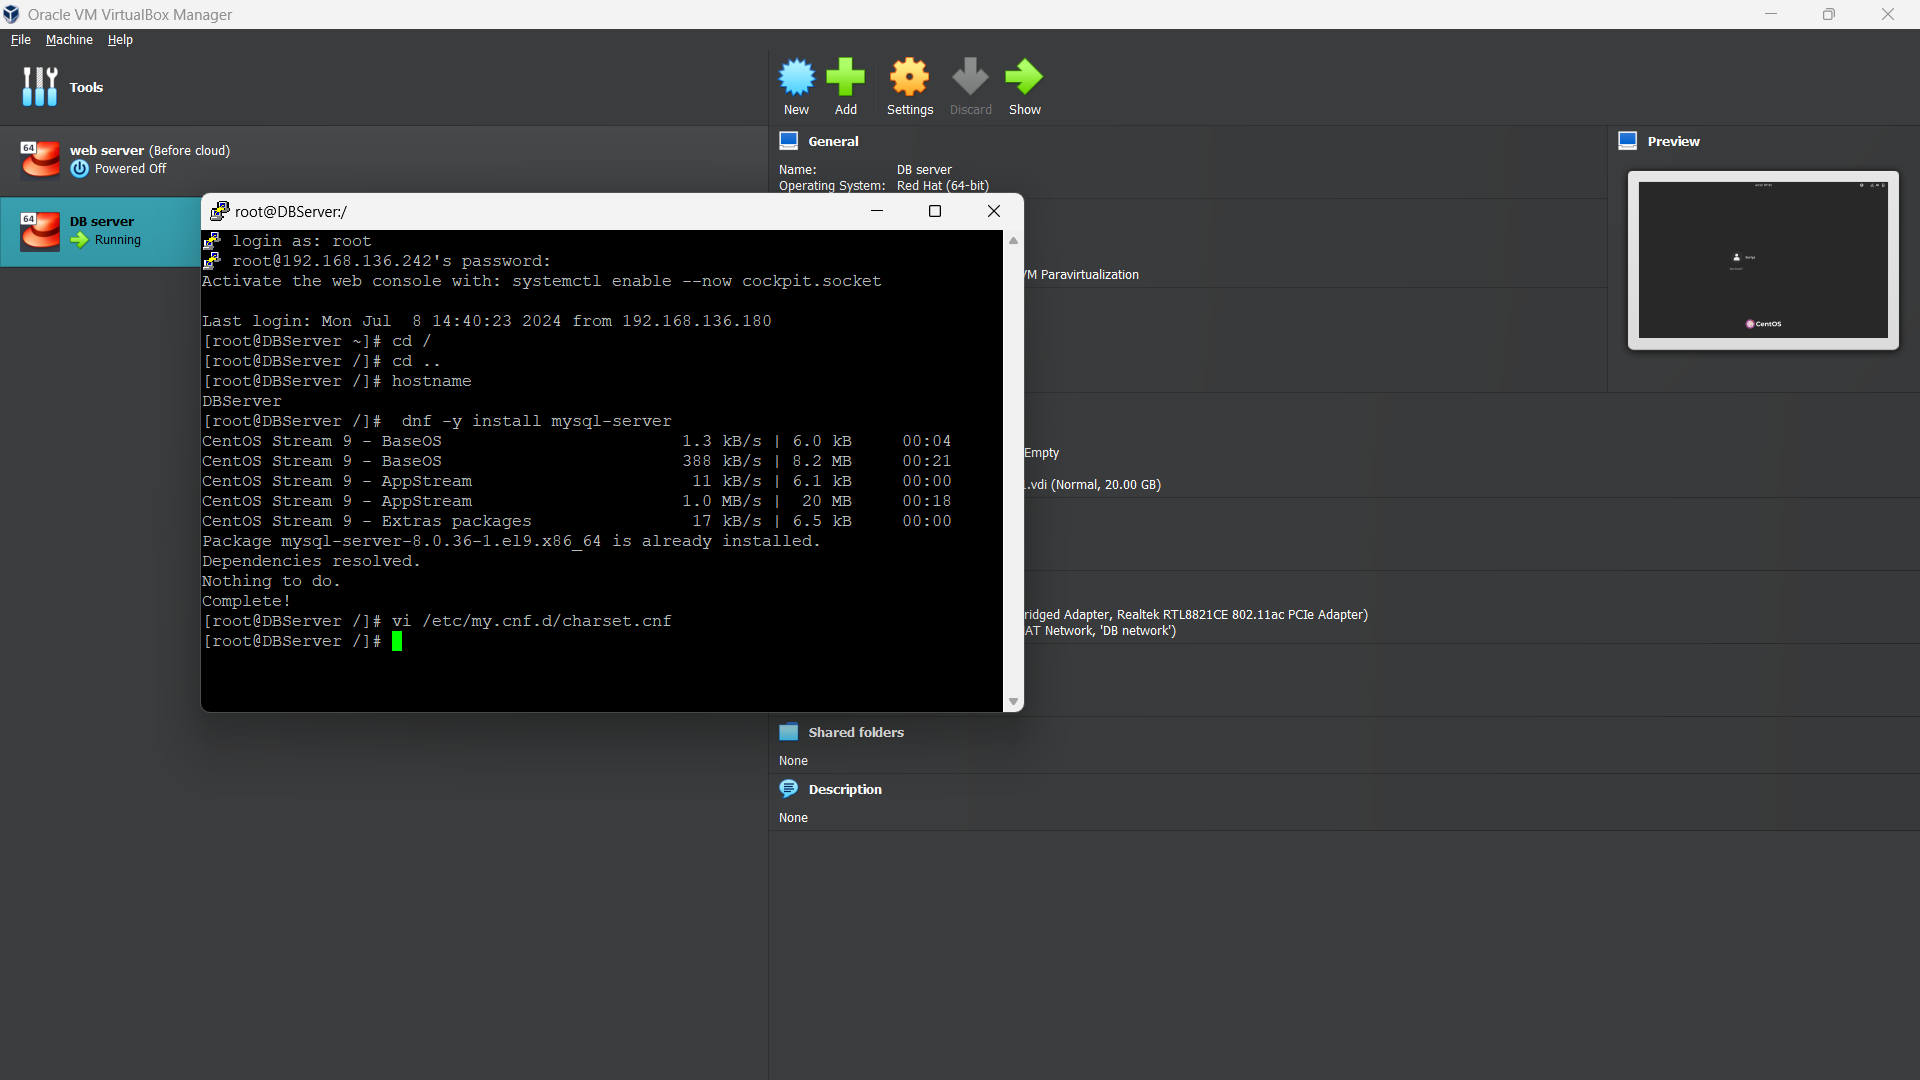 Oracle VM VirtualBox Manager
File Machine Help
Tools
New Add Settings Discard Show
64
web server (Before cloud)
Powered Off
64
DB server
Running
General
Name: DB server
Operating System: Red Hat (64-bit)
Preview
CentOS
root@DBServer:/
login as: root
root@192.168.136.242's password:
Activate the web console with: systemctl enable --now cockpit.socket
Last login: Mon Jul  8 14:40:23 2024 from 192.168.136.180
[root@DBServer ~]# cd /
[root@DBServer /]# cd ..
[root@DBServer /]# hostname
DBServer
[root@DBServer /]#  dnf -y install mysql-server
CentOS Stream 9 - BaseOS 1.3 kB/s | 6.0 kB 00:04
CentOS Stream 9 - BaseOS 388 kB/s | 8.2 MB 00:21
CentOS Stream 9 - AppStream 11 kB/s | 6.1 kB 00:00
CentOS Stream 9 - AppStream 1.0 MB/s |  20 MB 00:18
CentOS Stream 9 - Extras packages 17 kB/s | 6.5 kB 00:00
Package mysql-server-8.0.36-1.el9.x86_64 is already installed.
Dependencies resolved.
Nothing to do.
Complete!
[root@DBServer /]# vi /etc/my.cnf.d/charset.cnf
[root@DBServer /]#
VM Paravirtualization
Empty
.vdi (Normal, 20.00 GB)
ridged Adapter, Realtek RTL8821CE 802.11ac PCIe Adapter)
AT Network, 'DB network')
Shared folders
None
Description
None